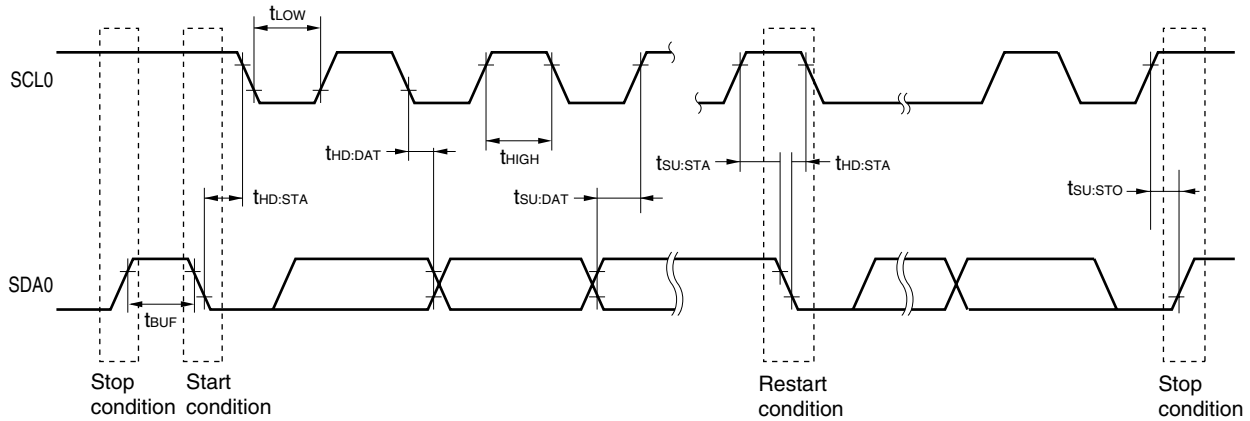 tLOW
SCL0
tHD:DAT
tHIGH
tSU:STA
tHD:STA
tHD:STA
tSU:DAT
tSU:STO
SDA0
tBUF
Stop
condition
Start
condition
Restart
condition
Stop
condition